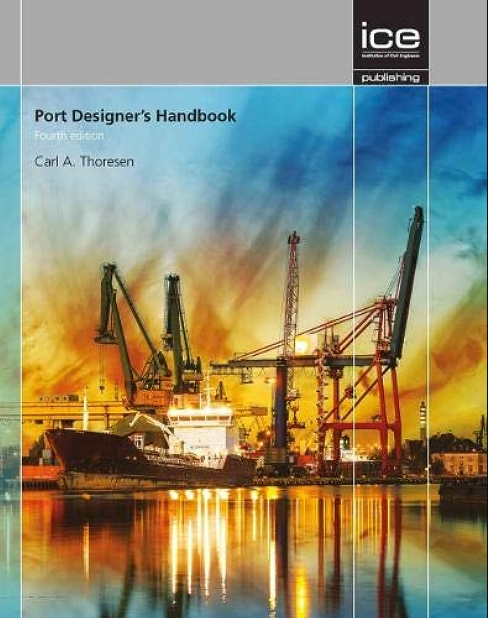 ice
Institution of Civil Engineers
publishing
Port Designer's Handbook
Fourth edition
Carl A. Thoresen